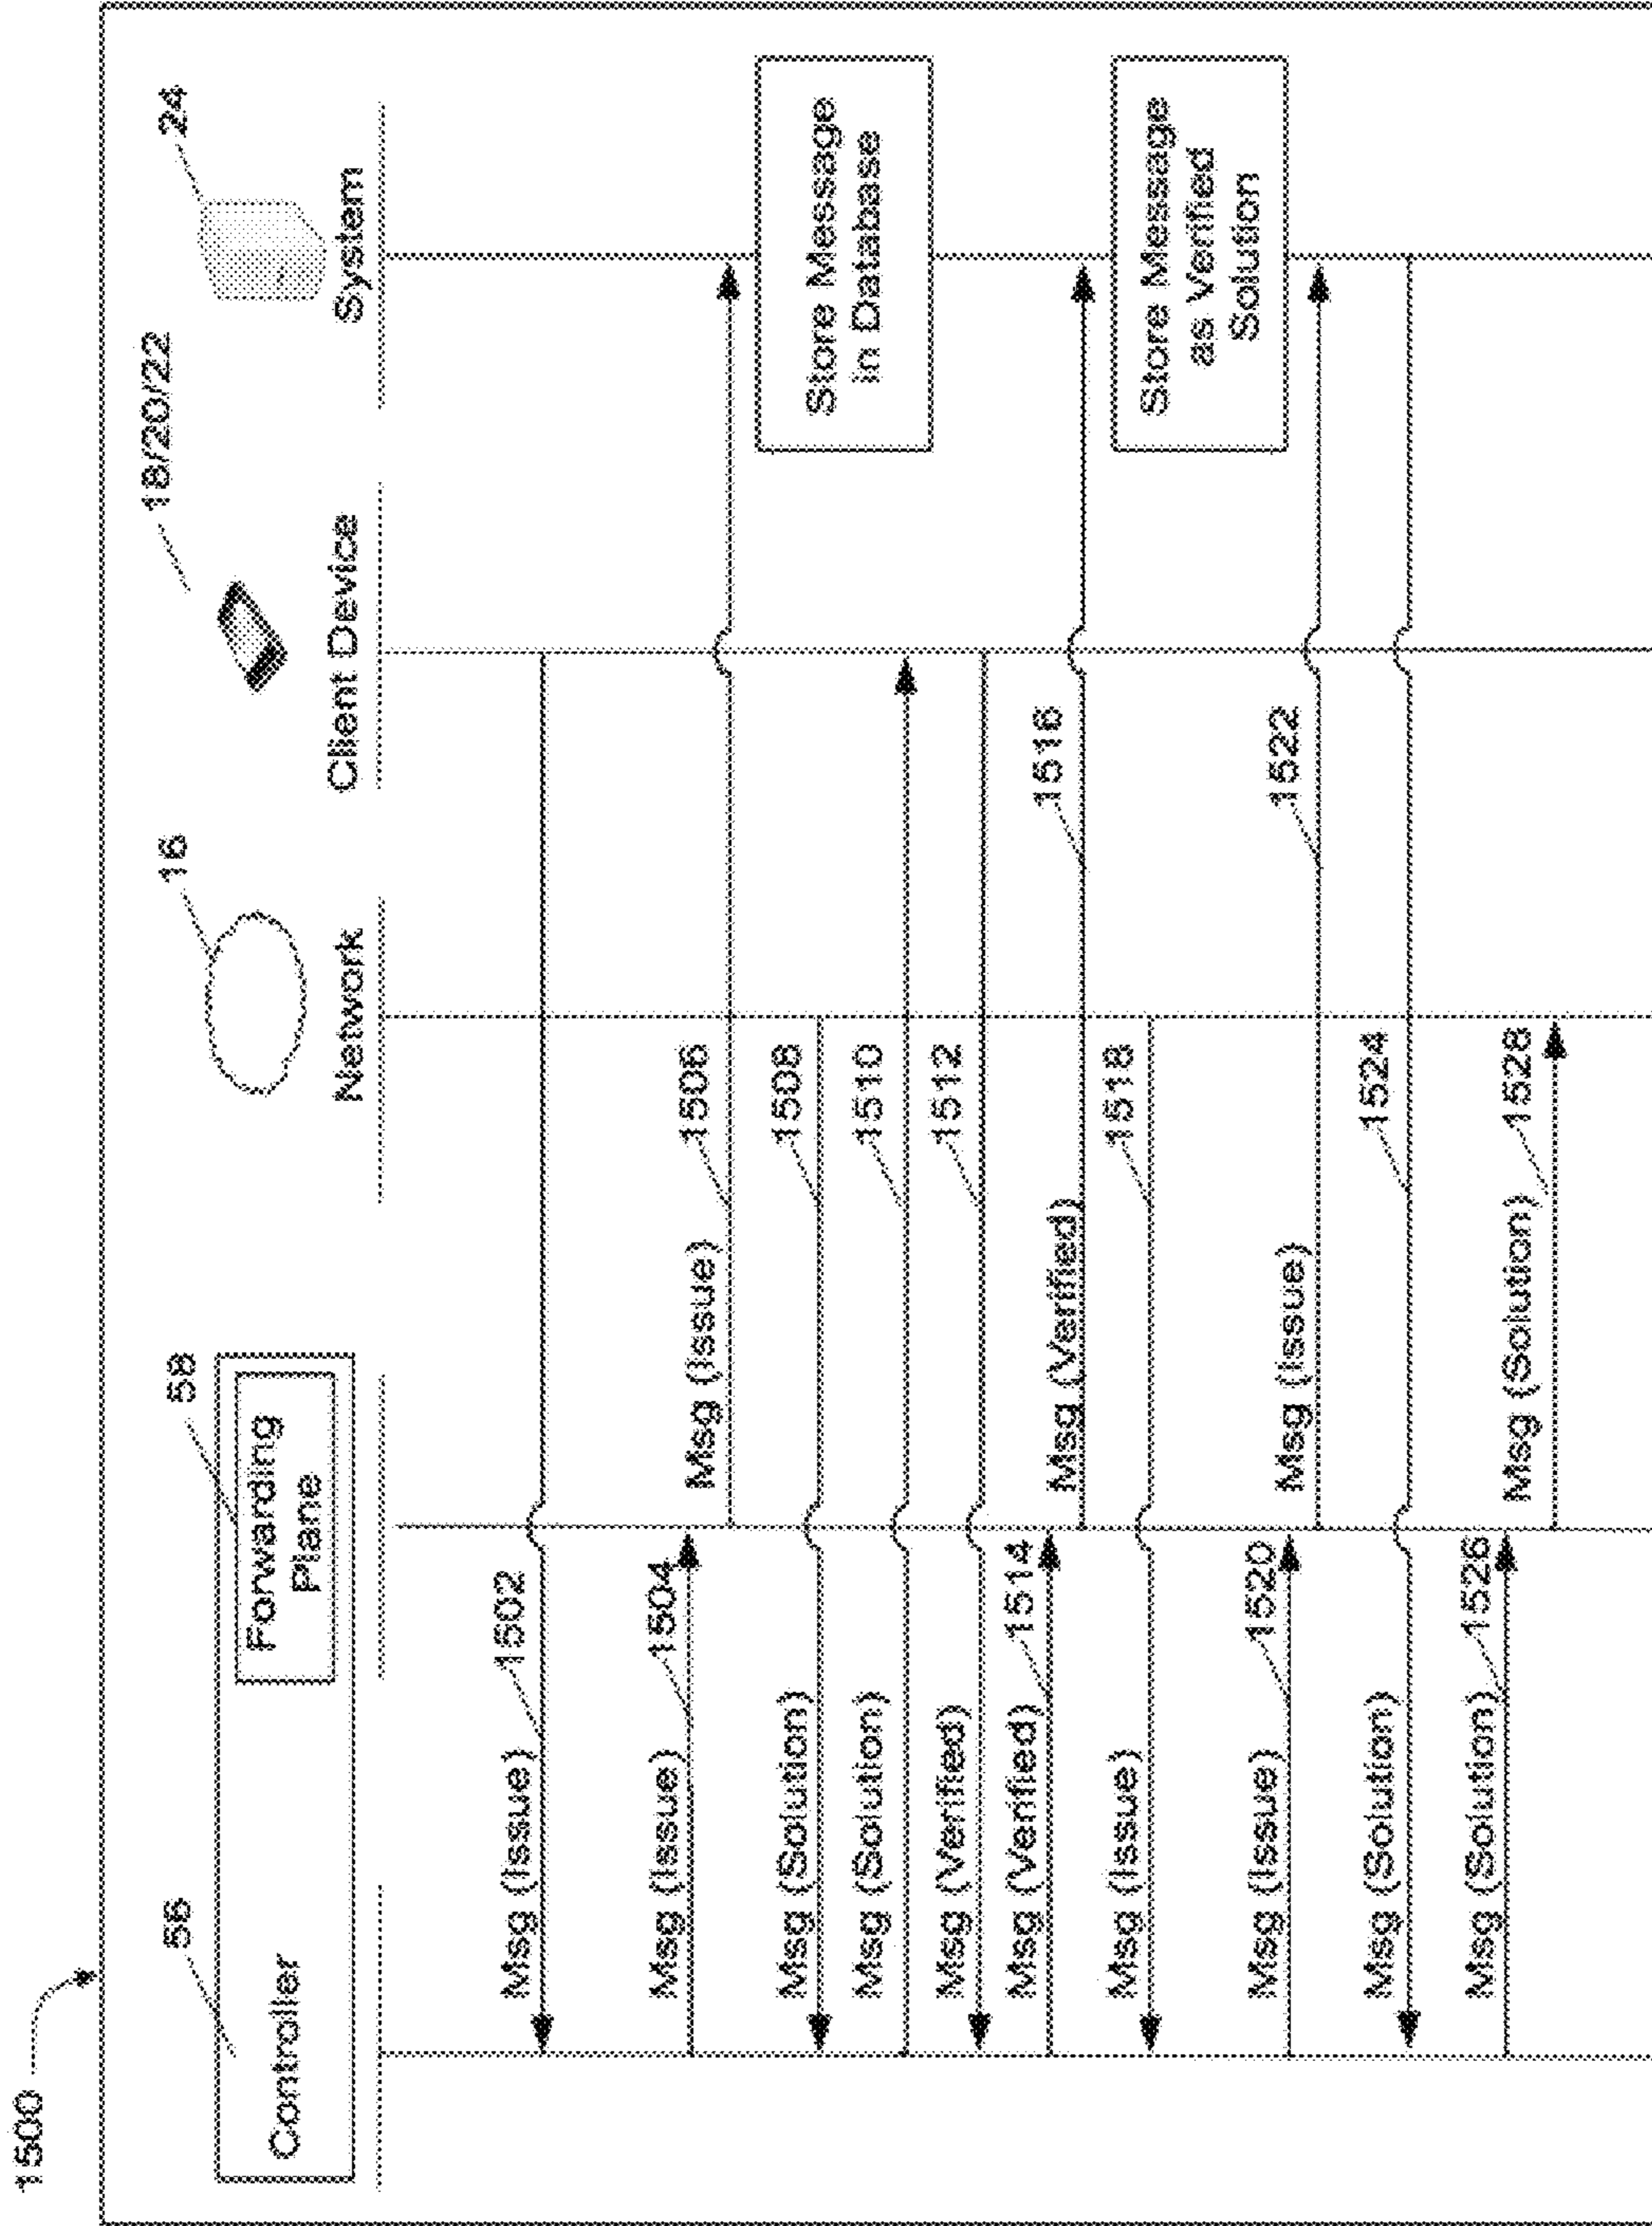 1500
56
58
16
18/20/22
24
Controller
Forwarding
Plane
Network
Client Device
System
Msg (Issue)
1502
Msg (Issue)
1504
Msg (Issue)
1506
Store Message
in Database
Msg (Solution)
1508
Msg (Solution)
1510
Msg (Verified)
1512
Msg (Verified)
1514
Msg (Verified)
1516
Store Message
as Verified
Solution
Msg (Issue)
1518
Msg (Issue)
1520
Msg (Issue)
1522
Msg (Solution)
1524
Msg (Solution)
1526
Msg (Solution)
1528